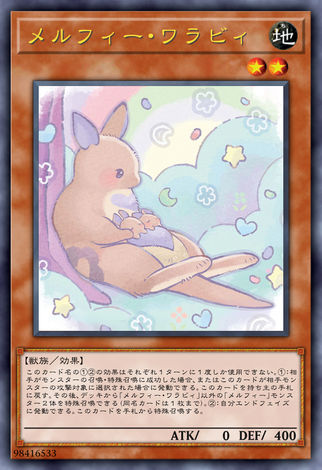 メルフィー・ワラビィ
地
【獣族／効果】
このカード名の①②の効果はそれぞれ１ターンに１度しか使用できない。①：相
手がモンスターの召喚・特殊召喚に成功した場合、またはこのカードが相手モン
スターの攻撃対象に選択された場合に発動できる。このカードを持ち主の手札
に戻す。その後、デッキから「メルフィー・ワラビィ」以外の「メルフィー」モンス
ター２体を特殊召喚できる（同名カードは１枚まで）。②：自分エンドフェイズ
に発動できる。このカードを手札から特殊召喚する。
ATK/ 0 DEF/ 400
98416533